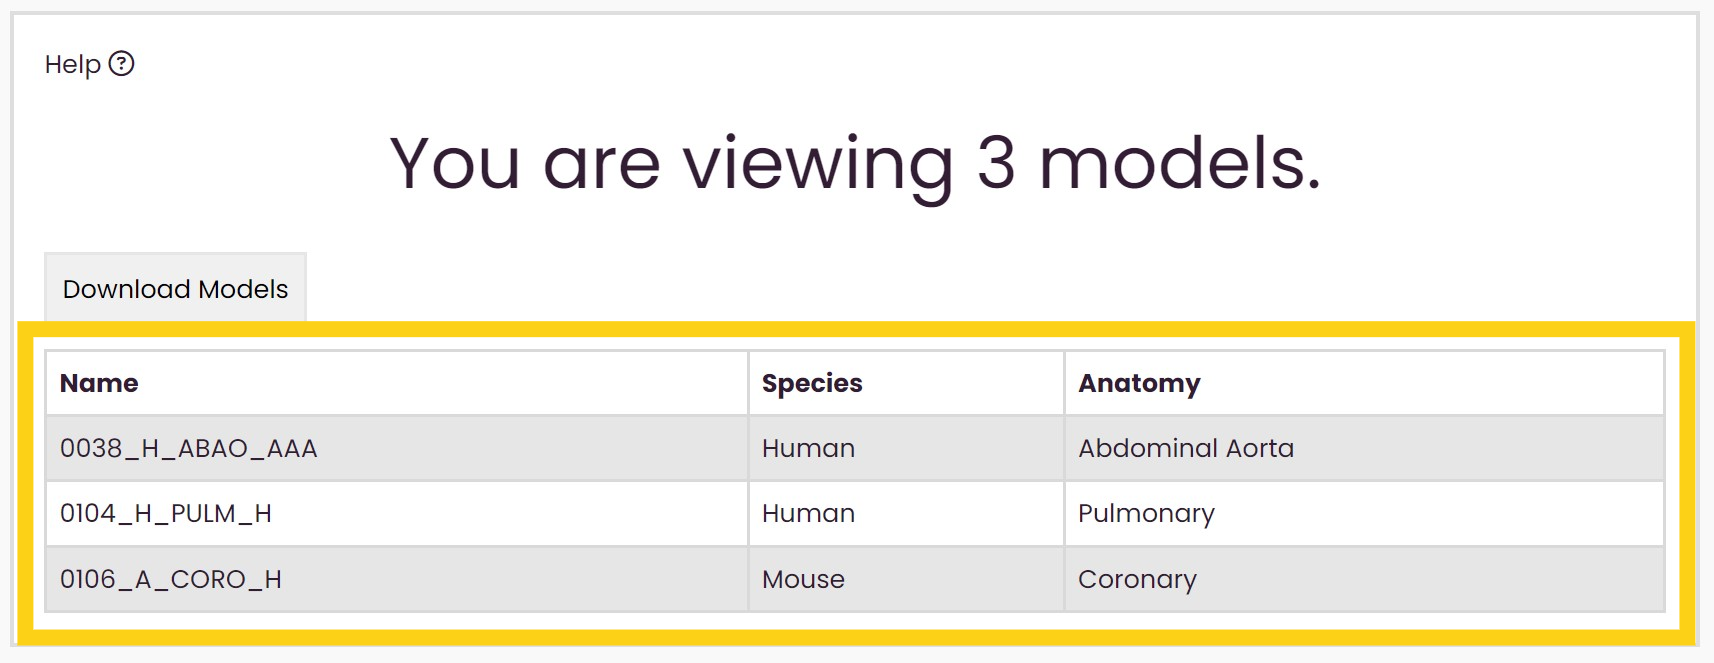 Help ?
You are viewing 3 models.
Download Models
Name Species Anatomy
0038_H_ABAO_AAA Human Abdominal Aorta
0104_H_PULM_H Human Pulmonary
0106_A_CORO_H Mouse Coronary